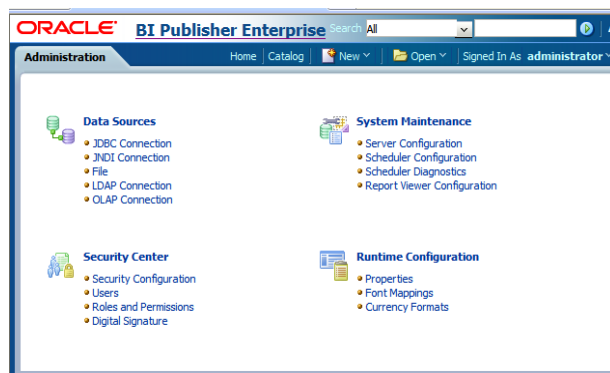 ORACLE BI Publisher Enterprise Search All
Administration Home Catalog New Open Signed In As administrator
Data Sources
JDBC Connection
JNDI Connection
File
LDAP Connection
OLAP Connection
System Maintenance
Server Configuration
Scheduler Configuration
Scheduler Diagnostics
Report Viewer Configuration
Security Center
Security Configuration
Users
Roles and Permissions
Digital Signature
Runtime Configuration
Properties
Font Mappings
Currency Formats